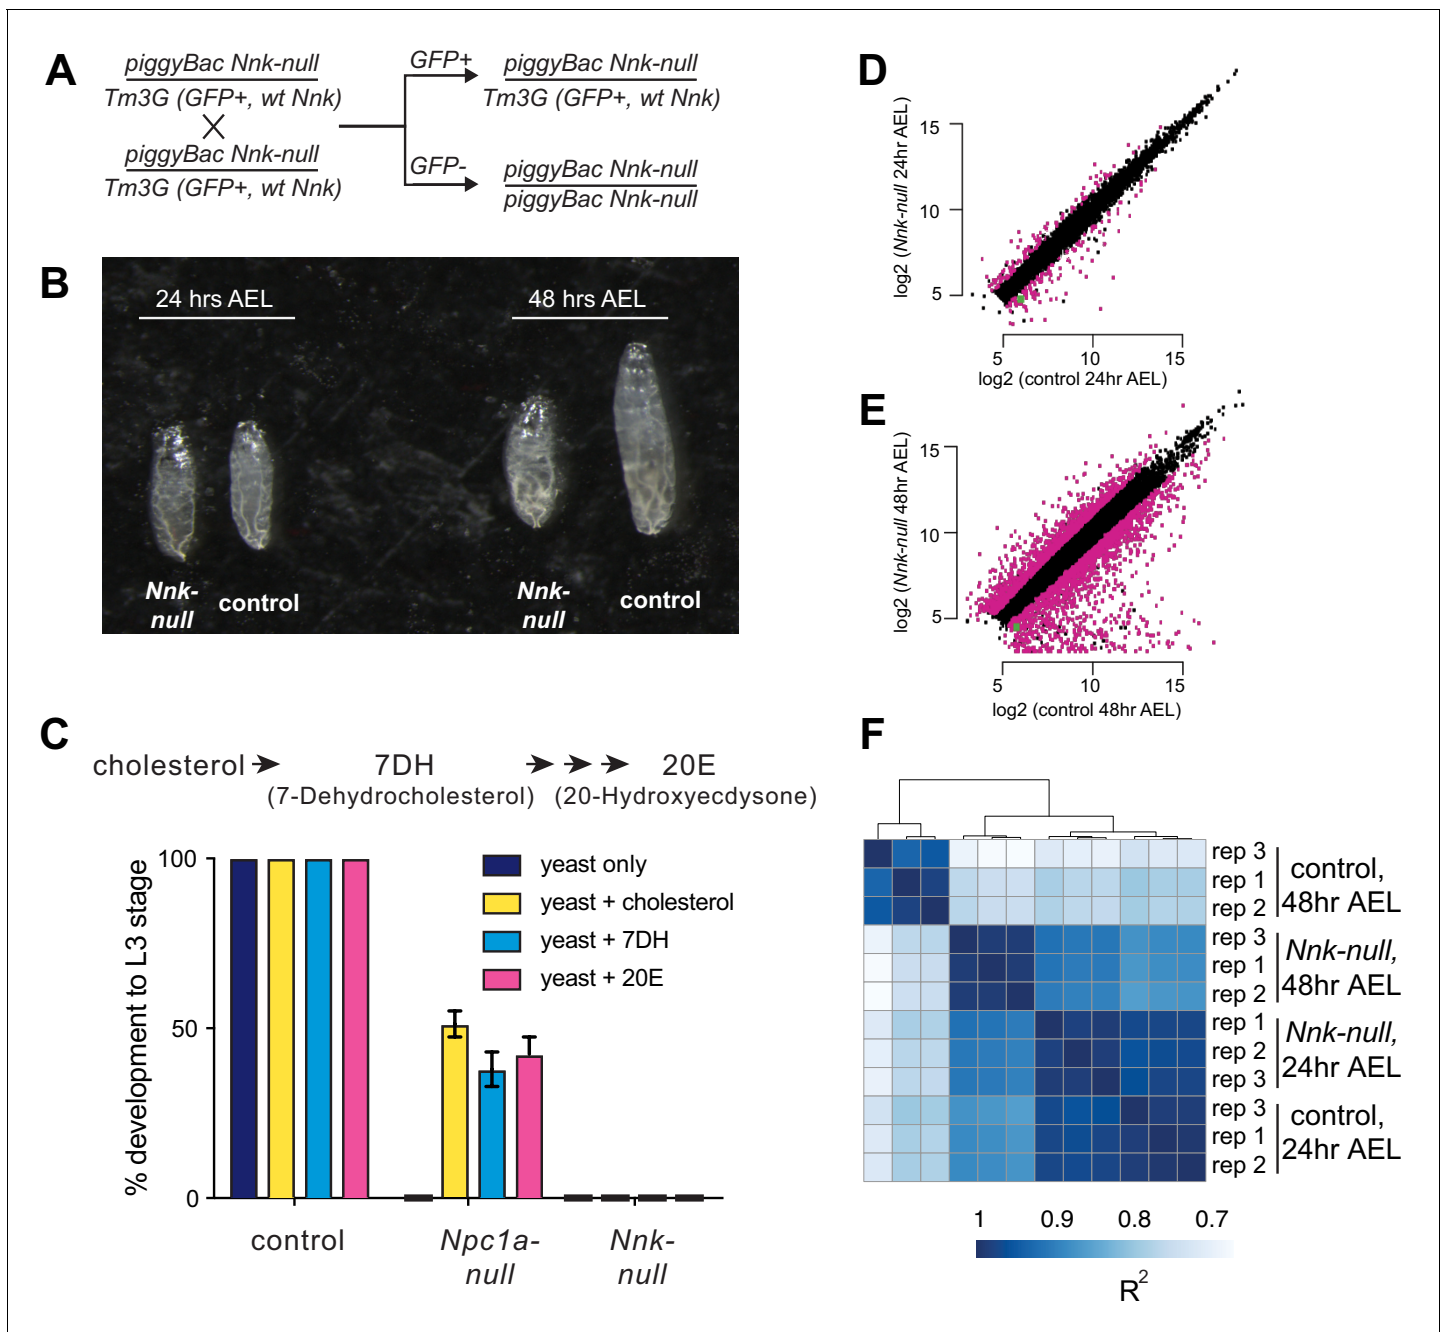 A
piggyBac Nnk-null
Tm3G (GFP+, wt Nnk)
piggyBac Nnk-null
Tm3G (GFP+, wt Nnk)
GFP+
piggyBac Nnk-null
Tm3G (GFP+, wt Nnk)
GFP-
piggyBac Nnk-null
piggyBac Nnk-null
B
24 hrs AEL
48 hrs AEL
Nnk-
null
control
Nnk-
null
control
C
cholesterol
7DH
(7-Dehydrocholesterol)
20E
(20-Hydroxyecdysone)
% development to L3 stage
100
50
0
yeast only
yeast + cholesterol
yeast + 7DH
yeast + 20E
control
Npc1a-
null
Nnk-
null
D
log2 (Nnk-null 24hr AEL)
15
10
5
5 10 15
log2 (control 24hr AEL)
E
log2 (Nnk-null 48hr AEL)
15
10
5
5 10 15
log2 (control 48hr AEL)
F
rep 3
rep 1
rep 2
control,
48hr AEL
rep 3
rep 1
rep 2
Nnk-null,
48hr AEL
rep 1
rep 2
rep 3
Nnk-null,
24hr AEL
rep 3
rep 1
rep 2
control,
24hr AEL
1 0.9 0.8 0.7
R²